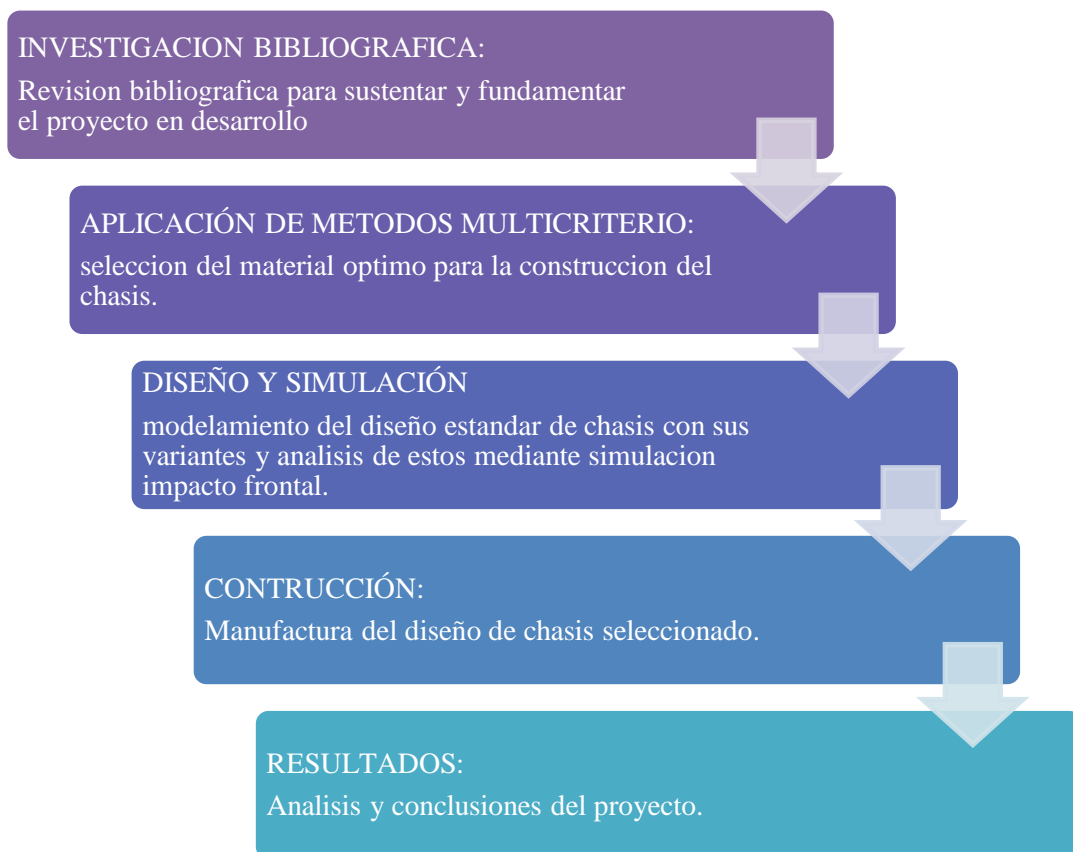 INVESTIGACION BIBLIOGRAFICA:
Revision bibliografica para sustentar y fundamentar
el proyecto en desarrollo
APLICACIÓN DE METODOS MULTICRITERIO:
seleccion del material optimo para la construccion del
chasis.
DISEÑO Y SIMULACIÓN
modelamiento del diseño estandar de chasis con sus
variantes y analisis de estos mediante simulacion
impacto frontal.
CONTRUCCIÓN:
Manufactura del diseño de chasis seleccionado.
RESULTADOS:
Analisis y conclusiones del proyecto.